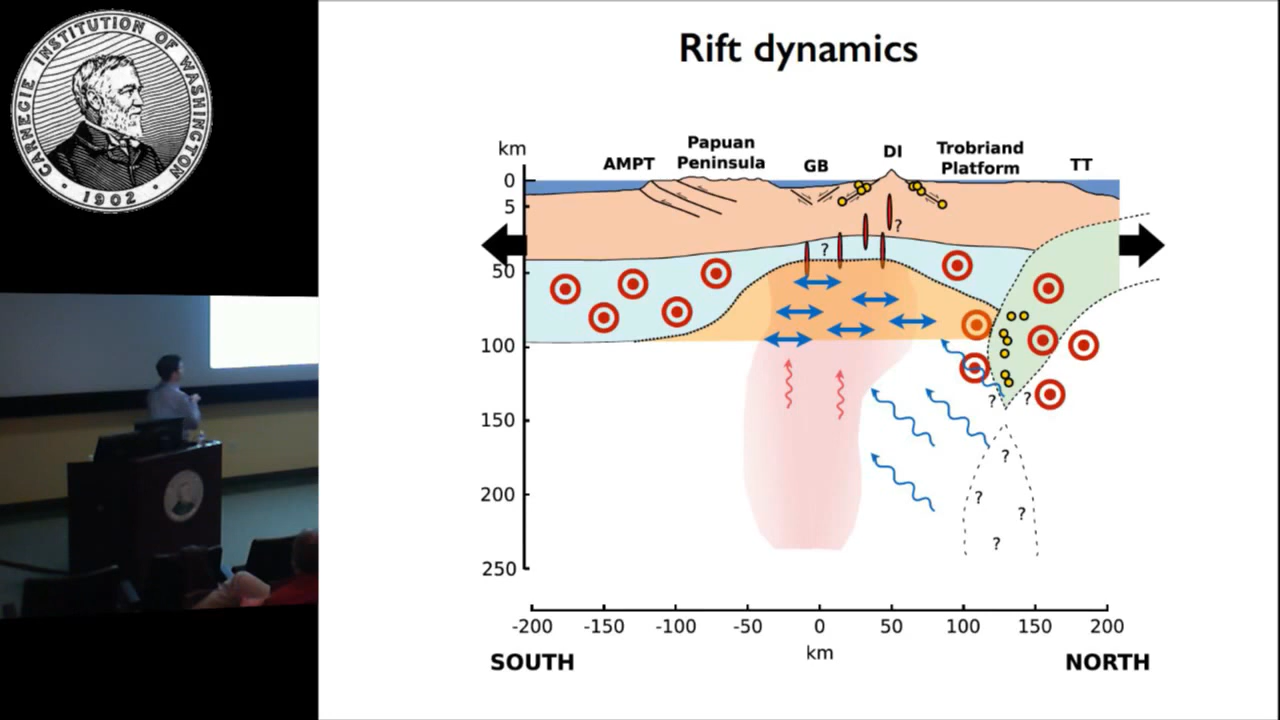 CARNEGIE INSTITUTION OF WASHINGTON
• 1902 •
Rift dynamics
km
AMPT
Papuan
Peninsula
GB
DI
Trobriand
Platform
TT
0
5
?
?
50
100
? ?
150
?
200
?
?
?
250
-200 -150 -100 -50 0 50 100 150 200
km
SOUTH
NORTH